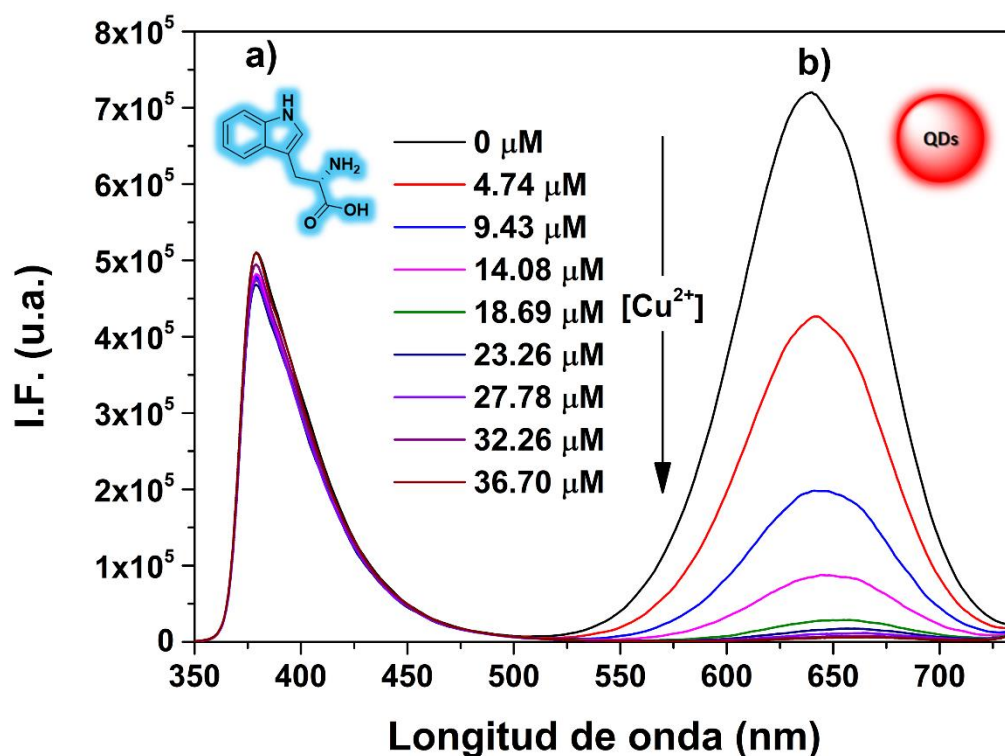 8x10⁵
7x10⁵
6x10⁵
5x10⁵
4x10⁵
3x10⁵
2x10⁵
1x10⁵
0
I.F. (u.a.)
a)
H
N
NH₂
OH
O
0 μM
4.74 μM
9.43 μM
14.08 μM
18.69 μM
23.26 μM
27.78 μM
32.26 μM
36.70 μM
[Cu²⁺]
b)
QDs
350 400 450 500 550 600 650 700
Longitud de onda (nm)